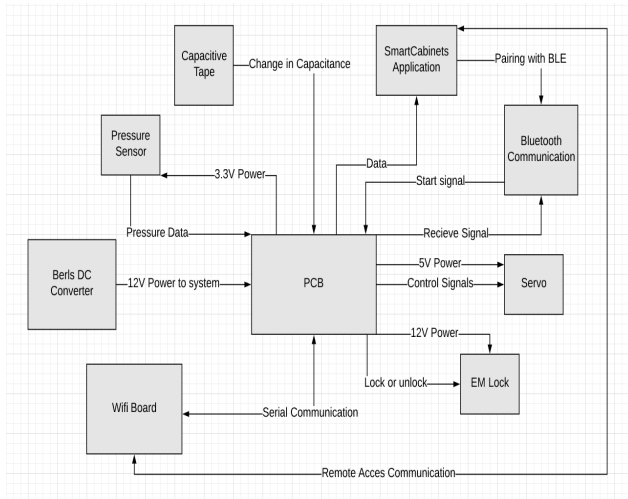 Capacitive
Tape
Change in Capacitance
SmartCabinets
Application
Pairing with BLE
Bluetooth
Communication
Pressure
Sensor
3.3V Power
Data
Start signal
Pressure Data
Recieve Signal
Berls DC
Converter
12V Power to system
PCB
5V Power
Control Signals
Servo
12V Power
Lock or unlock
EM Lock
Wifi Board
Serial Communication
Remote Acces Communication